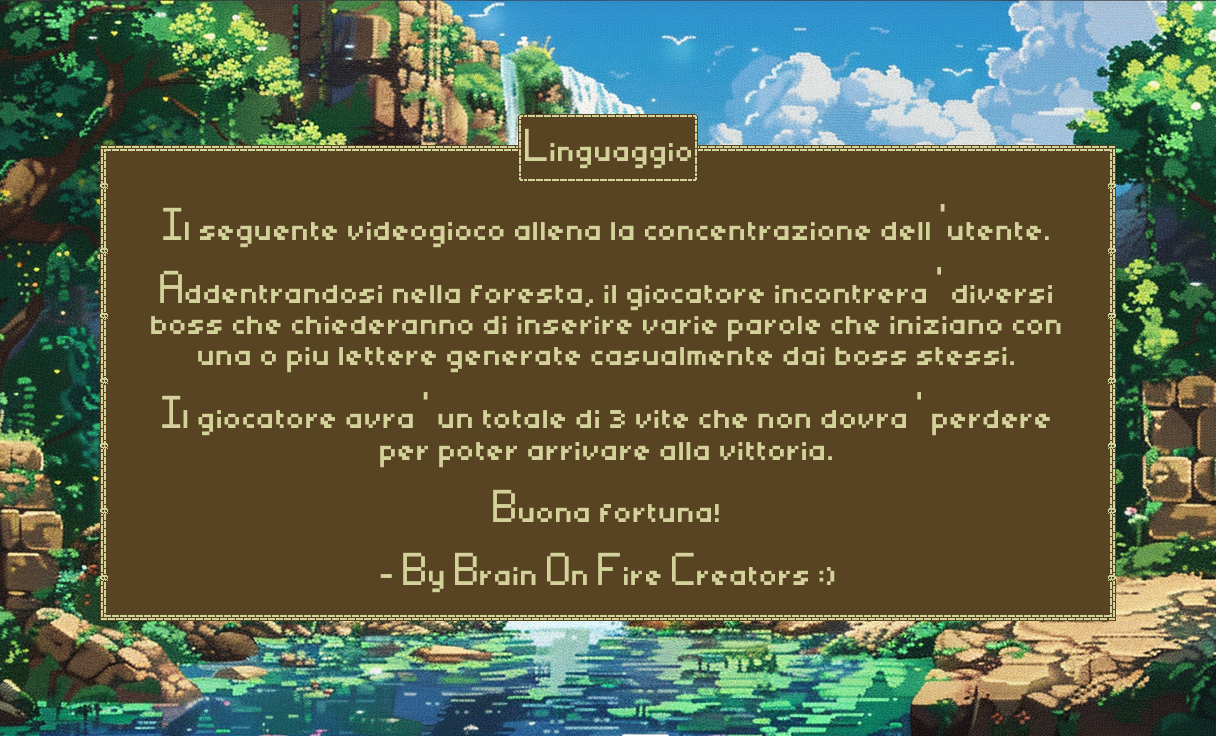 Linguaggio
Il seguente videogioco allena la concentrazione dell'utente.
Addentrandosi nella foresta, il giocatore incontrera' diversi
boss che chiederanno di inserire varie parole che iniziano con
una o piu lettere generate casualmente dai boss stessi.
Il giocatore avra' un totale di 3 vite che non dovra' perdere
per poter arrivare alla vittoria.
Buona fortuna!
- By Brain On Fire Creators :)